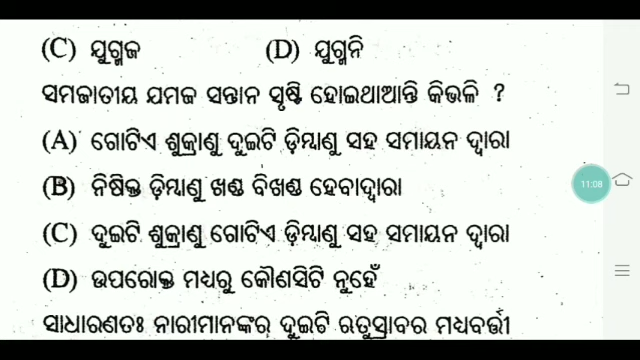 (C) ଯୁଗ୍ମଜ (D) ଯୁଗ୍ମନି
ସମଜାତୀୟ ଯମଜ ସନ୍ତାନ ସୃଷ୍ଟି ହୋଇଥାଆନ୍ତି କିଭଳି ?
(A) ଗୋଟିଏ ଶୁକ୍ରାଣୁ ଦୁଇଟି ଡ଼ିମ୍ବାଣୁ ସହ ସମାୟନ ଦ୍ୱାରା
(B) ନିଷିକ୍ତ ଡ଼ିମ୍ବାଣୁ ଖଣ୍ଡ ବିଖଣ୍ଡ ହେବାଦ୍ୱାରା
11:08
(C) ଦୁଇଟି ଶୁକ୍ରାଣୁ ଗୋଟିଏ ଡ଼ିମ୍ବାଣୁ ସହ ସମାୟନ ଦ୍ୱାରା
(D) ଉପରୋକ୍ତ ମଧ୍ୟରୁ କୌଣସିଟି ନୁହେଁ
ସାଧାରଣତଃ ନାରୀମାନଙ୍କର ଦୁଇଟି ଋତୁସ୍ରାବର ମଧ୍ୟବର୍ତ୍ତୀ